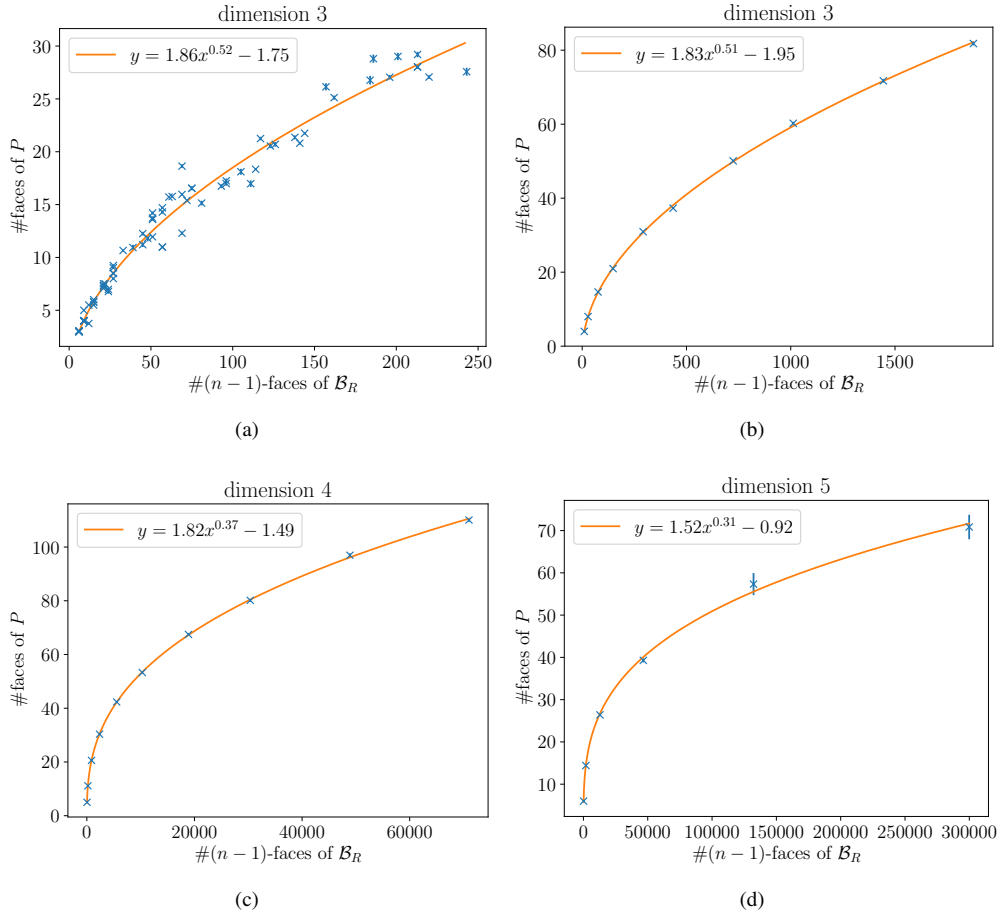 dimension 3
y = 1.86x^{0.52} − 1.75
30
25
20
15
10
5
#faces of P
0 50 100 150 200 250
#(n − 1)-faces of 𝓑_R
(a)
dimension 3
y = 1.83x^{0.51} − 1.95
80
60
40
20
0
#faces of P
0 500 1000 1500
#(n − 1)-faces of 𝓑_R
(b)
dimension 4
y = 1.82x^{0.37} − 1.49
100
80
60
40
20
0
#faces of P
0 20000 40000 60000
#(n − 1)-faces of 𝓑_R
(c)
dimension 5
y = 1.52x^{0.31} − 0.92
70
60
50
40
30
20
10
#faces of P
0 50000 100000 150000 200000 250000 300000
#(n − 1)-faces of 𝓑_R
(d)